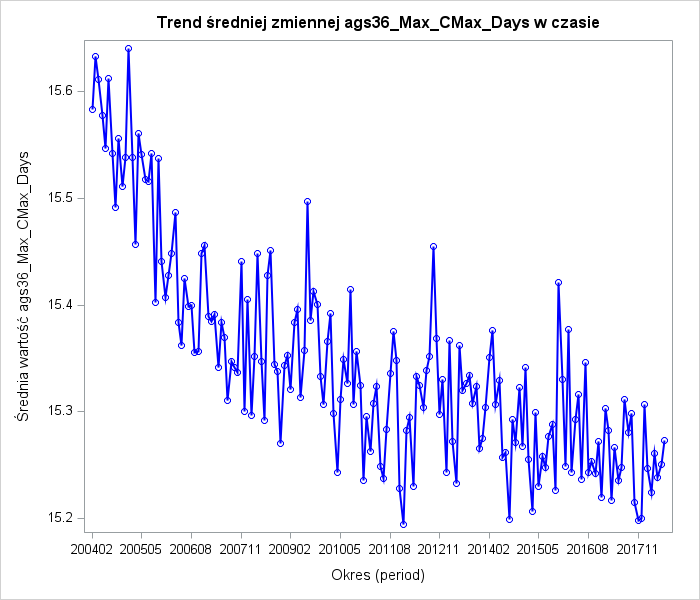 Trend średniej zmiennej ags36_Max_CMax_Days w czasie
Średnia wartość ags36_Max_CMax_Days
15.6
15.5
15.4
15.3
15.2
200402 200505 200608 200711 200902 201005 201108 201211 201402 201505 201608 201711
Okres (period)